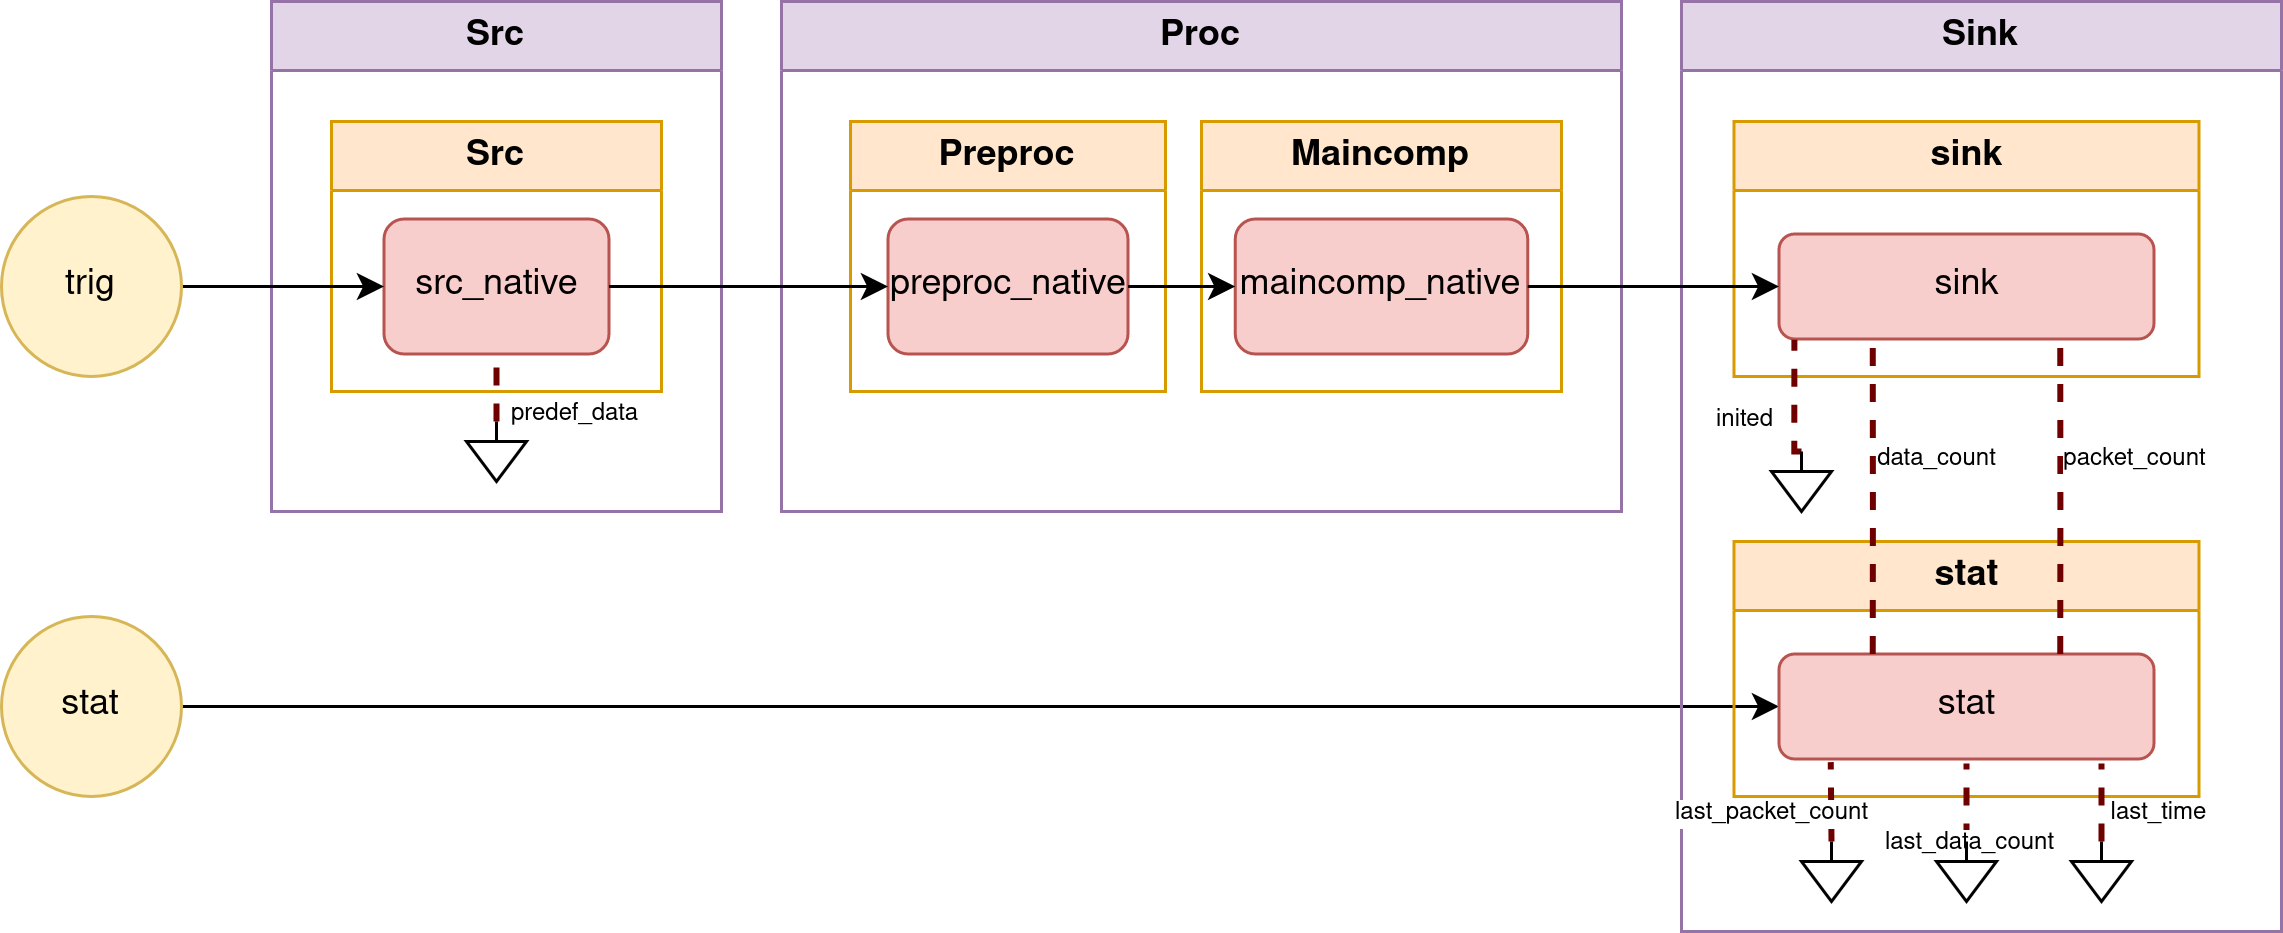 Src
Proc
Sink
Src
Preproc
Maincomp
sink
trig
src_native
preproc_native
maincomp_native
sink
predef_data
inited
data_count
packet_count
stat
stat
stat
last_packet_count
last_data_count
last_time